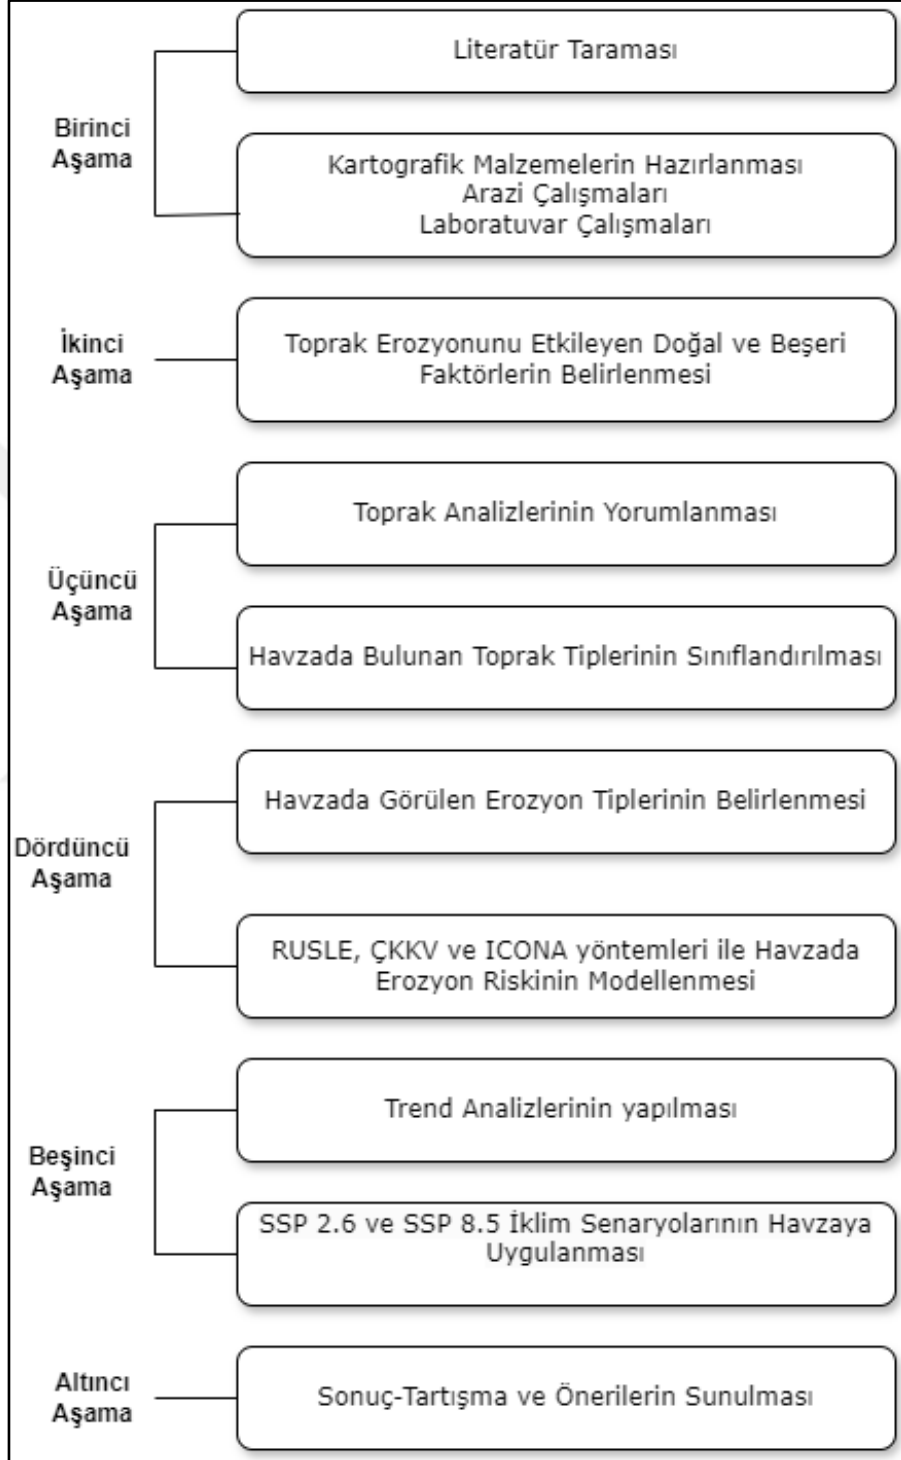 Literatür Taraması
Birinci
Aşama
Kartografik Malzemelerin Hazırlanması
Arazi Çalışmaları
Laboratuvar Çalışmaları
İkinci
Aşama
Toprak Erozyonunu Etkileyen Doğal ve Beşeri
Faktörlerin Belirlenmesi
Toprak Analizlerinin Yorumlanması
Üçüncü
Aşama
Havzada Bulunan Toprak Tiplerinin Sınıflandırılması
Havzada Görülen Erozyon Tiplerinin Belirlenmesi
Dördüncü
Aşama
RUSLE, ÇKKV ve ICONA yöntemleri ile Havzada
Erozyon Riskinin Modellenmesi
Trend Analizlerinin yapılması
Beşinci
Aşama
SSP 2.6 ve SSP 8.5 İklim Senaryolarının Havzaya
Uygulanması
Altıncı
Aşama
Sonuç-Tartışma ve Önerilerin Sunulması